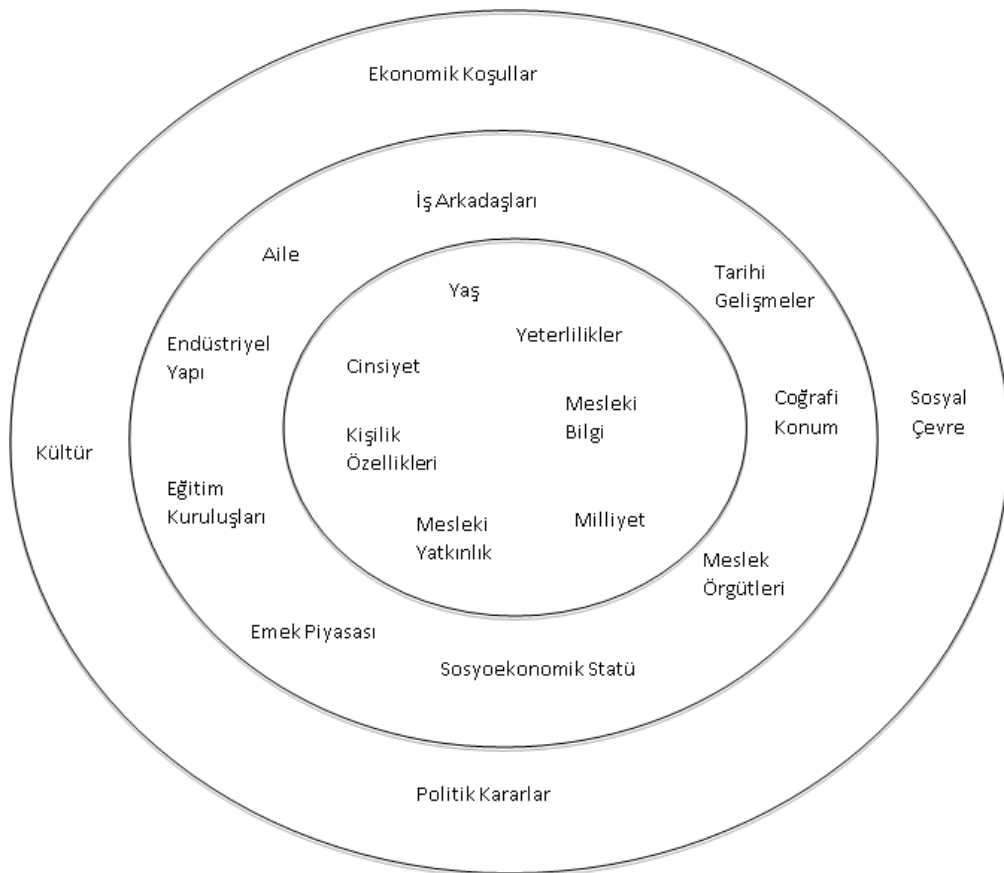 Ekonomik Koşullar
İş Arkadaşları
Aile
Tarihi
Gelişmeler
Yaş
Yeterlilikler
Endüstriyel
Yapı
Cinsiyet
Mesleki
Bilgi
Coğrafi
Konum
Sosyal
Çevre
Kültür
Kişilik
Özellikleri
Eğitim
Kuruluşları
Mesleki
Yatkınlık
Milliyet
Meslek
Örgütleri
Emek Piyasası
Sosyoekonomik Statü
Politik Kararlar